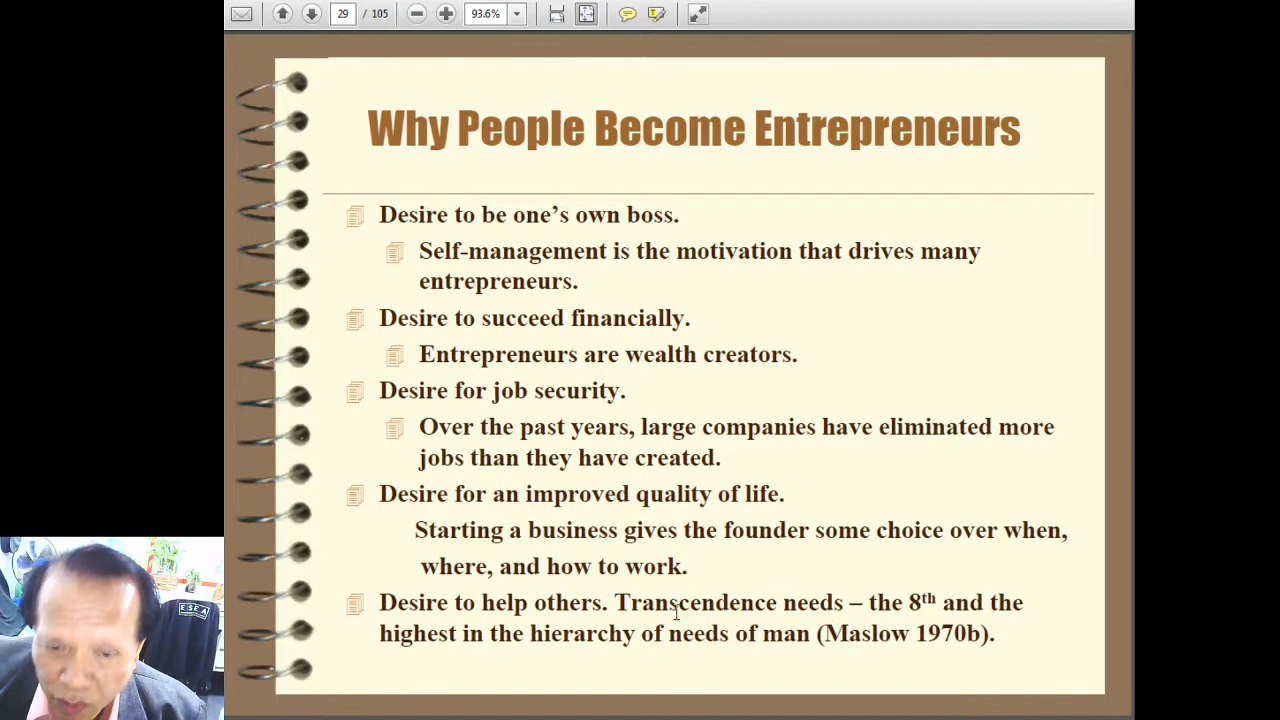 29 / 105 93.6%
Why People Become Entrepreneurs
Desire to be one’s own boss.
Self-management is the motivation that drives many
entrepreneurs.
Desire to succeed financially.
Entrepreneurs are wealth creators.
Desire for job security.
Over the past years, large companies have eliminated more
jobs than they have created.
Desire for an improved quality of life.
Starting a business gives the founder some choice over when,
where, and how to work.
Desire to help others. Transcendence needs – the 8th and the
highest in the hierarchy of needs of man (Maslow 1970b).
ESEA